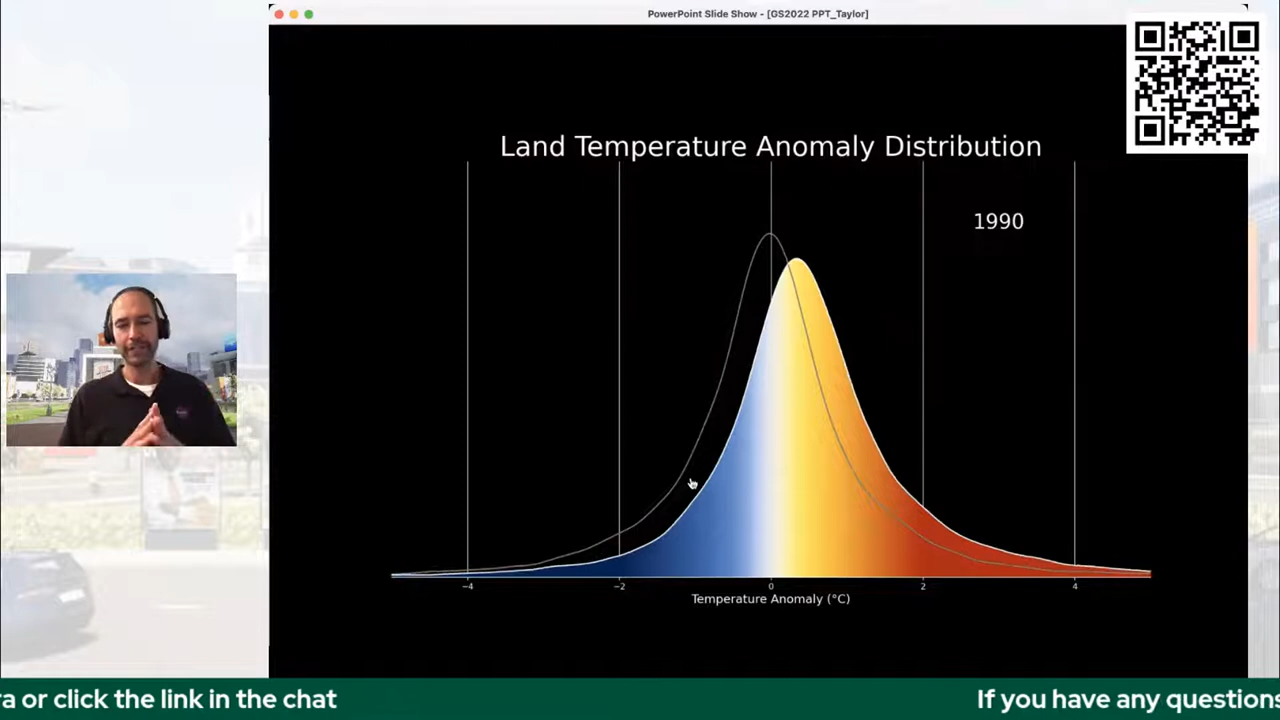 PowerPoint Slide Show - [GS2022 PPT_Taylor]
Land Temperature Anomaly Distribution
1990
−4 −2 0 2 4
Temperature Anomaly (°C)
ra or click the link in the chat
If you have any questions